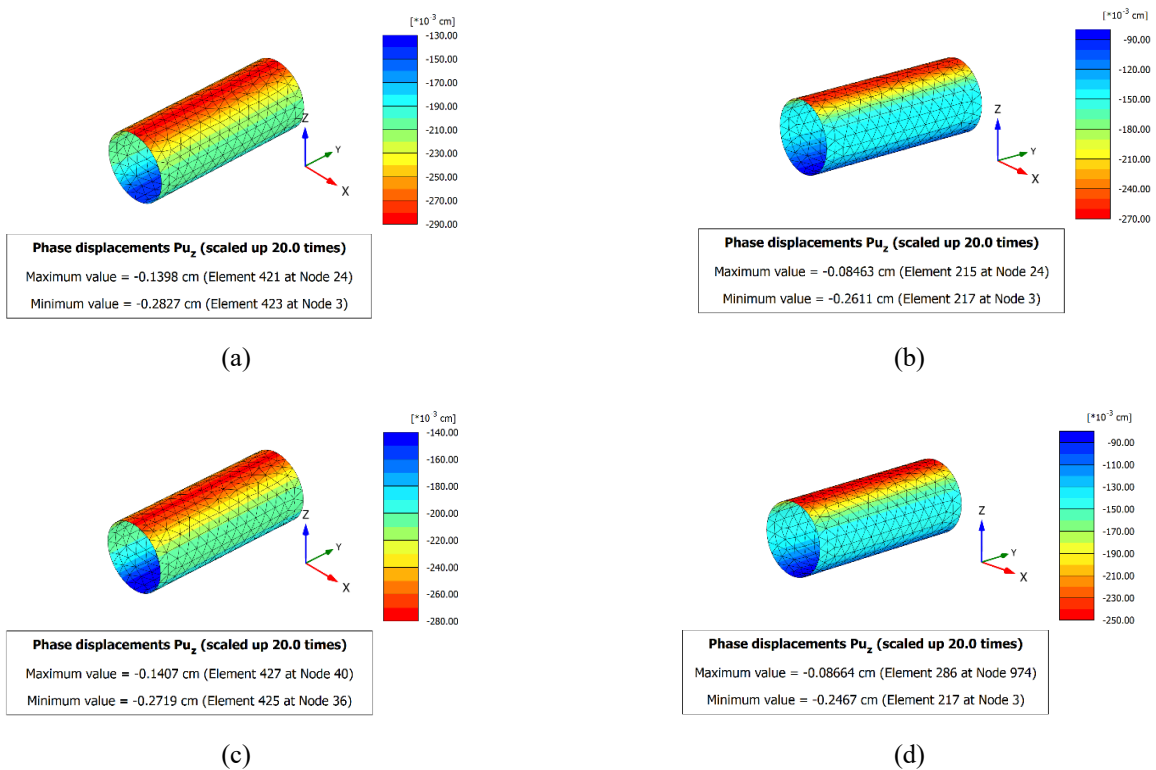 [*10⁻³ cm]
-130.00
-150.00
-170.00
-190.00
-210.00
-230.00
-250.00
-270.00
-290.00
Z
Y
X
Phase displacements Pu_z (scaled up 20.0 times)
Maximum value = -0.1398 cm (Element 421 at Node 24)
Minimum value = -0.2827 cm (Element 423 at Node 3)
(a)
[*10⁻³ cm]
-90.00
-120.00
-150.00
-180.00
-210.00
-240.00
-270.00
Z
Y
X
Phase displacements Pu_z (scaled up 20.0 times)
Maximum value = -0.08463 cm (Element 215 at Node 24)
Minimum value = -0.2611 cm (Element 217 at Node 3)
(b)
[*10⁻³ cm]
-140.00
-160.00
-180.00
-200.00
-220.00
-240.00
-260.00
-280.00
Z
Y
X
Phase displacements Pu_z (scaled up 20.0 times)
Maximum value = -0.1407 cm (Element 427 at Node 40)
Minimum value = -0.2719 cm (Element 425 at Node 36)
(c)
[*10⁻³ cm]
-90.00
-110.00
-130.00
-150.00
-170.00
-190.00
-210.00
-230.00
-250.00
Z
Y
X
Phase displacements Pu_z (scaled up 20.0 times)
Maximum value = -0.08664 cm (Element 286 at Node 974)
Minimum value = -0.2467 cm (Element 217 at Node 3)
(d)